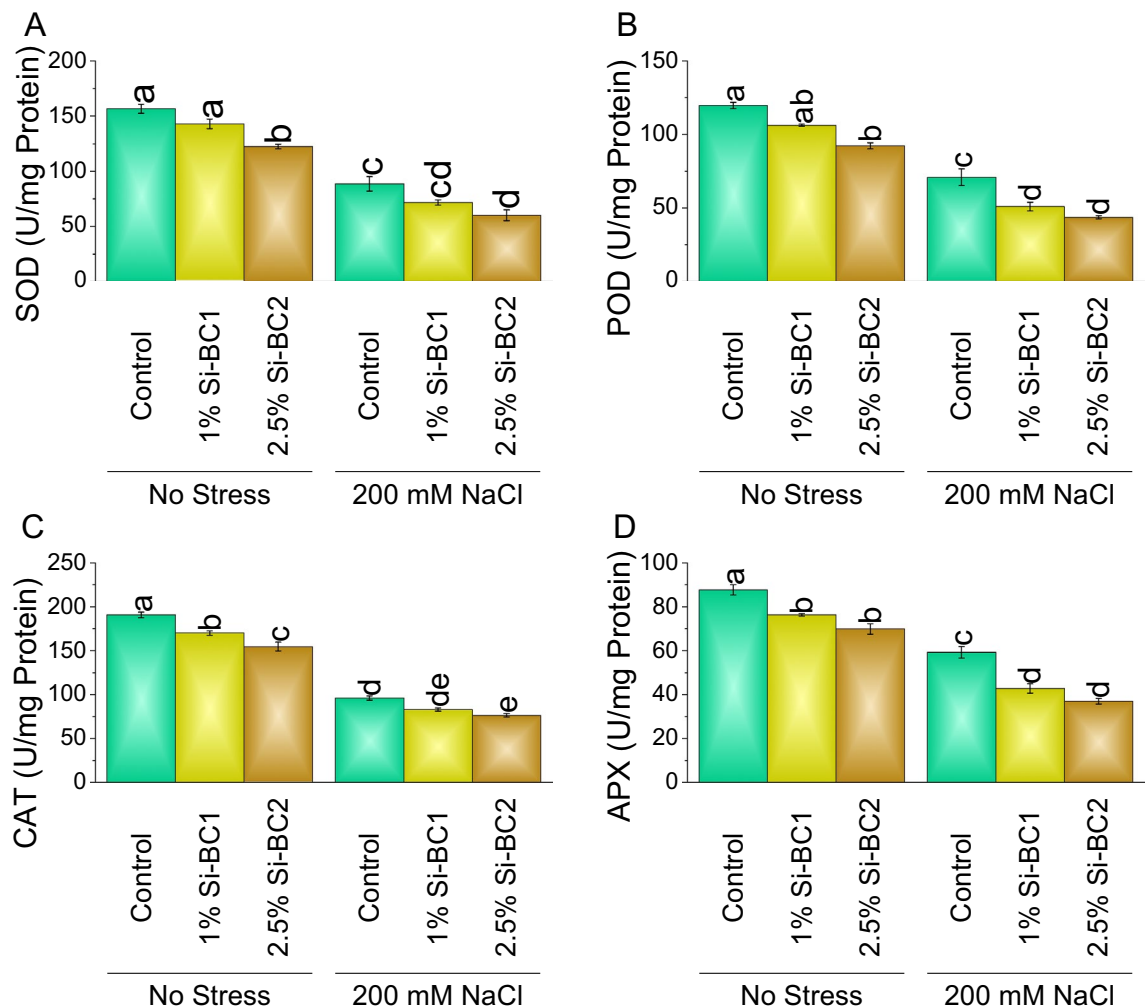 A
SOD (U/mg Protein)
200
150
100
50
0
a
a
b
c
cd
d
Control
1% Si-BC1
2.5% Si-BC2
Control
1% Si-BC1
2.5% Si-BC2
No Stress
200 mM NaCl
B
POD (U/mg Protein)
150
100
50
0
a
ab
b
c
d
d
Control
1% Si-BC1
2.5% Si-BC2
Control
1% Si-BC1
2.5% Si-BC2
No Stress
200 mM NaCl
C
CAT (U/mg Protein)
250
200
150
100
50
0
a
b
c
d
de
e
Control
1% Si-BC1
2.5% Si-BC2
Control
1% Si-BC1
2.5% Si-BC2
No Stress
200 mM NaCl
D
APX (U/mg Protein)
100
80
60
40
20
0
a
b
b
c
d
d
Control
1% Si-BC1
2.5% Si-BC2
Control
1% Si-BC1
2.5% Si-BC2
No Stress
200 mM NaCl